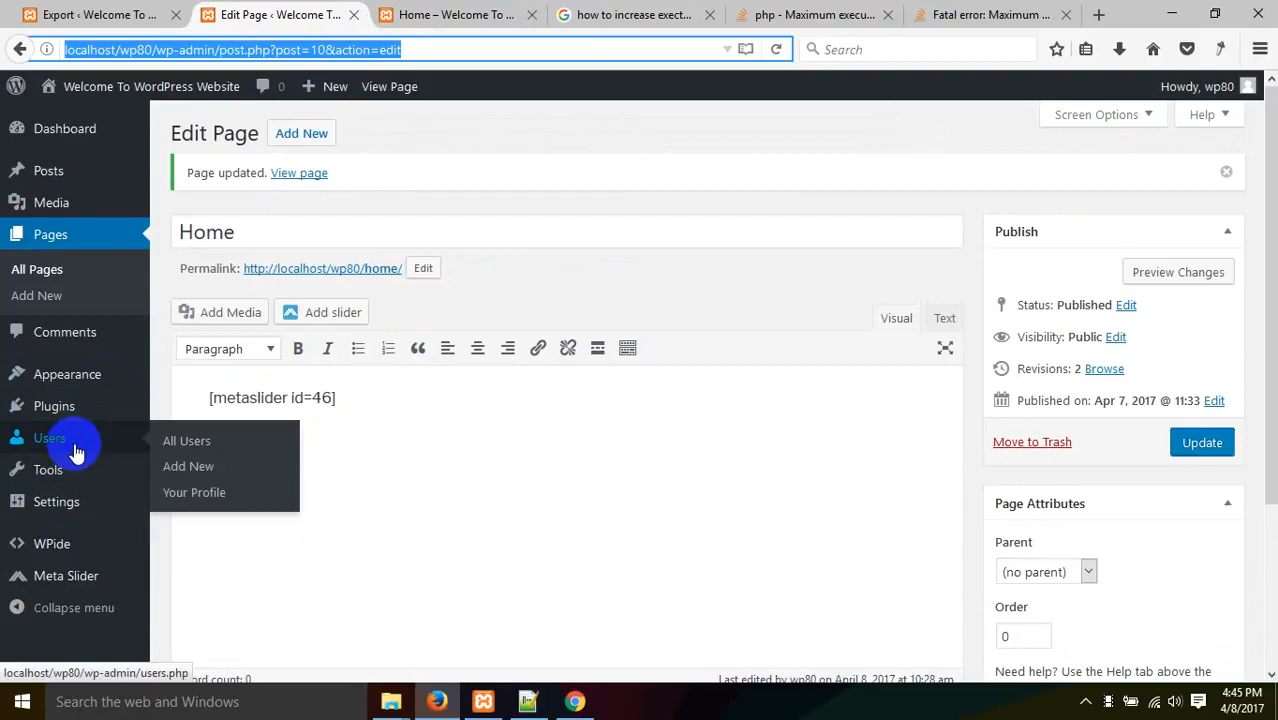 Export ‹ Welcome To WordP...
Edit Page ‹ Welcome T...
Home – Welcome To ...
how to increase exect...
php - Maximum execu...
Fatal error: Maximum ...
localhost/wp80/wp-admin/post.php?post=10&action=edit
Search
Welcome To WordPress Website
0
New
View Page
Howdy, wp80
Dashboard
Posts
Media
Pages
All Pages
Add New
Comments
Appearance
Plugins
Users
Tools
Settings
WPide
Meta Slider
Collapse menu
All Users
Add New
Your Profile
Screen Options
Help
Edit Page
Add New
Page updated. View page
Home
Permalink: http://localhost/wp80/home/ Edit
Add Media
Add slider
Visual
Text
Paragraph
[metaslider id=46]
Last edited by wp80 on April 7, 2017 at 10:28 am
Publish
Preview Changes
Status: Published Edit
Visibility: Public Edit
Revisions: 2 Browse
Published on: Apr 7, 2017 @ 11:33 Edit
Move to Trash
Update
Page Attributes
Parent
(no parent)
Order
0
Need help? Use the Help tab above the
localhost/wp80/wp-admin/users.php
Search the web and Windows
4:45 PM
4/8/2017